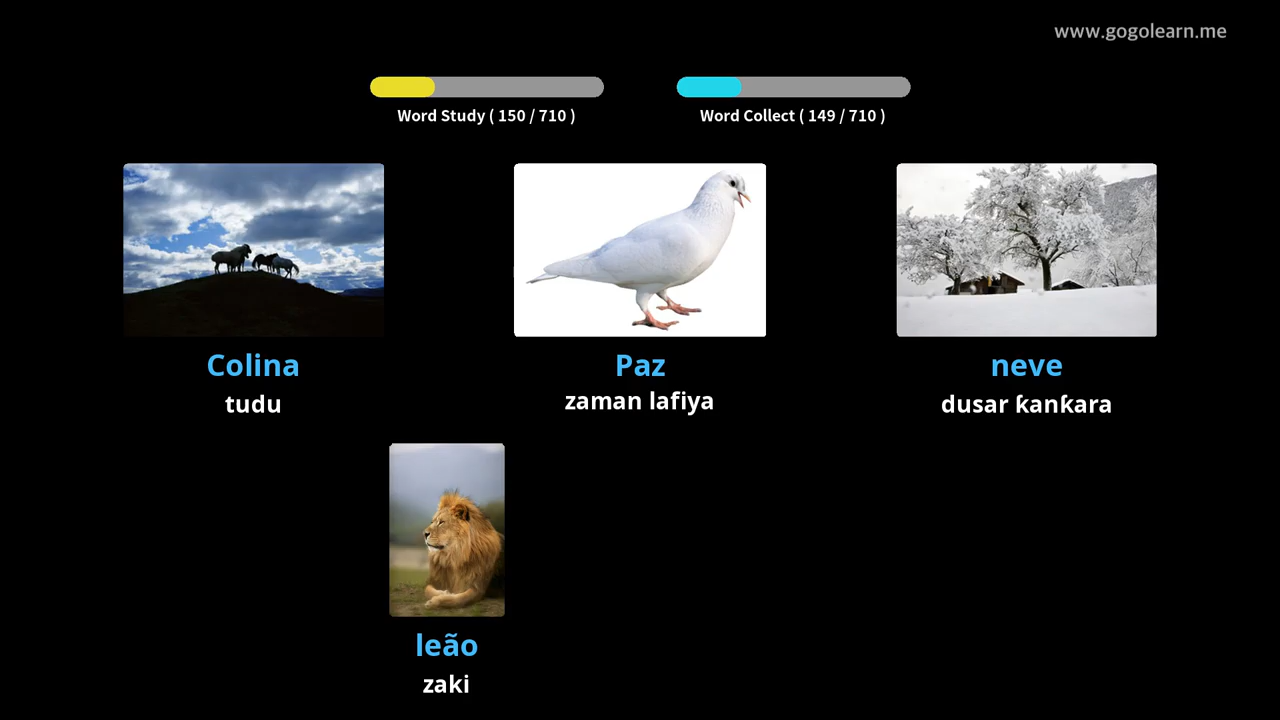 www.gogolearn.me
Word Study ( 150 / 710 )
Word Collect ( 149 / 710 )
Colina
Paz
neve
tudu
zaman lafiya
dusar ƙanƙara
leão
zaki